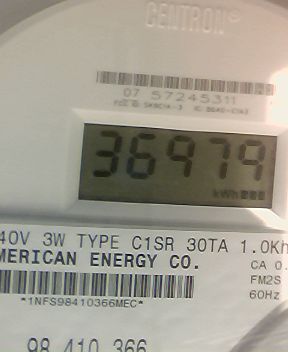 CENTRON®
07 57245311
36979
kWh
40V 3W TYPE C1SR 30TA 1.0Kh
MERICAN ENERGY CO.
CA 0.
FM2S
60Hz
*1NFS98410366MEC*
98 410 366